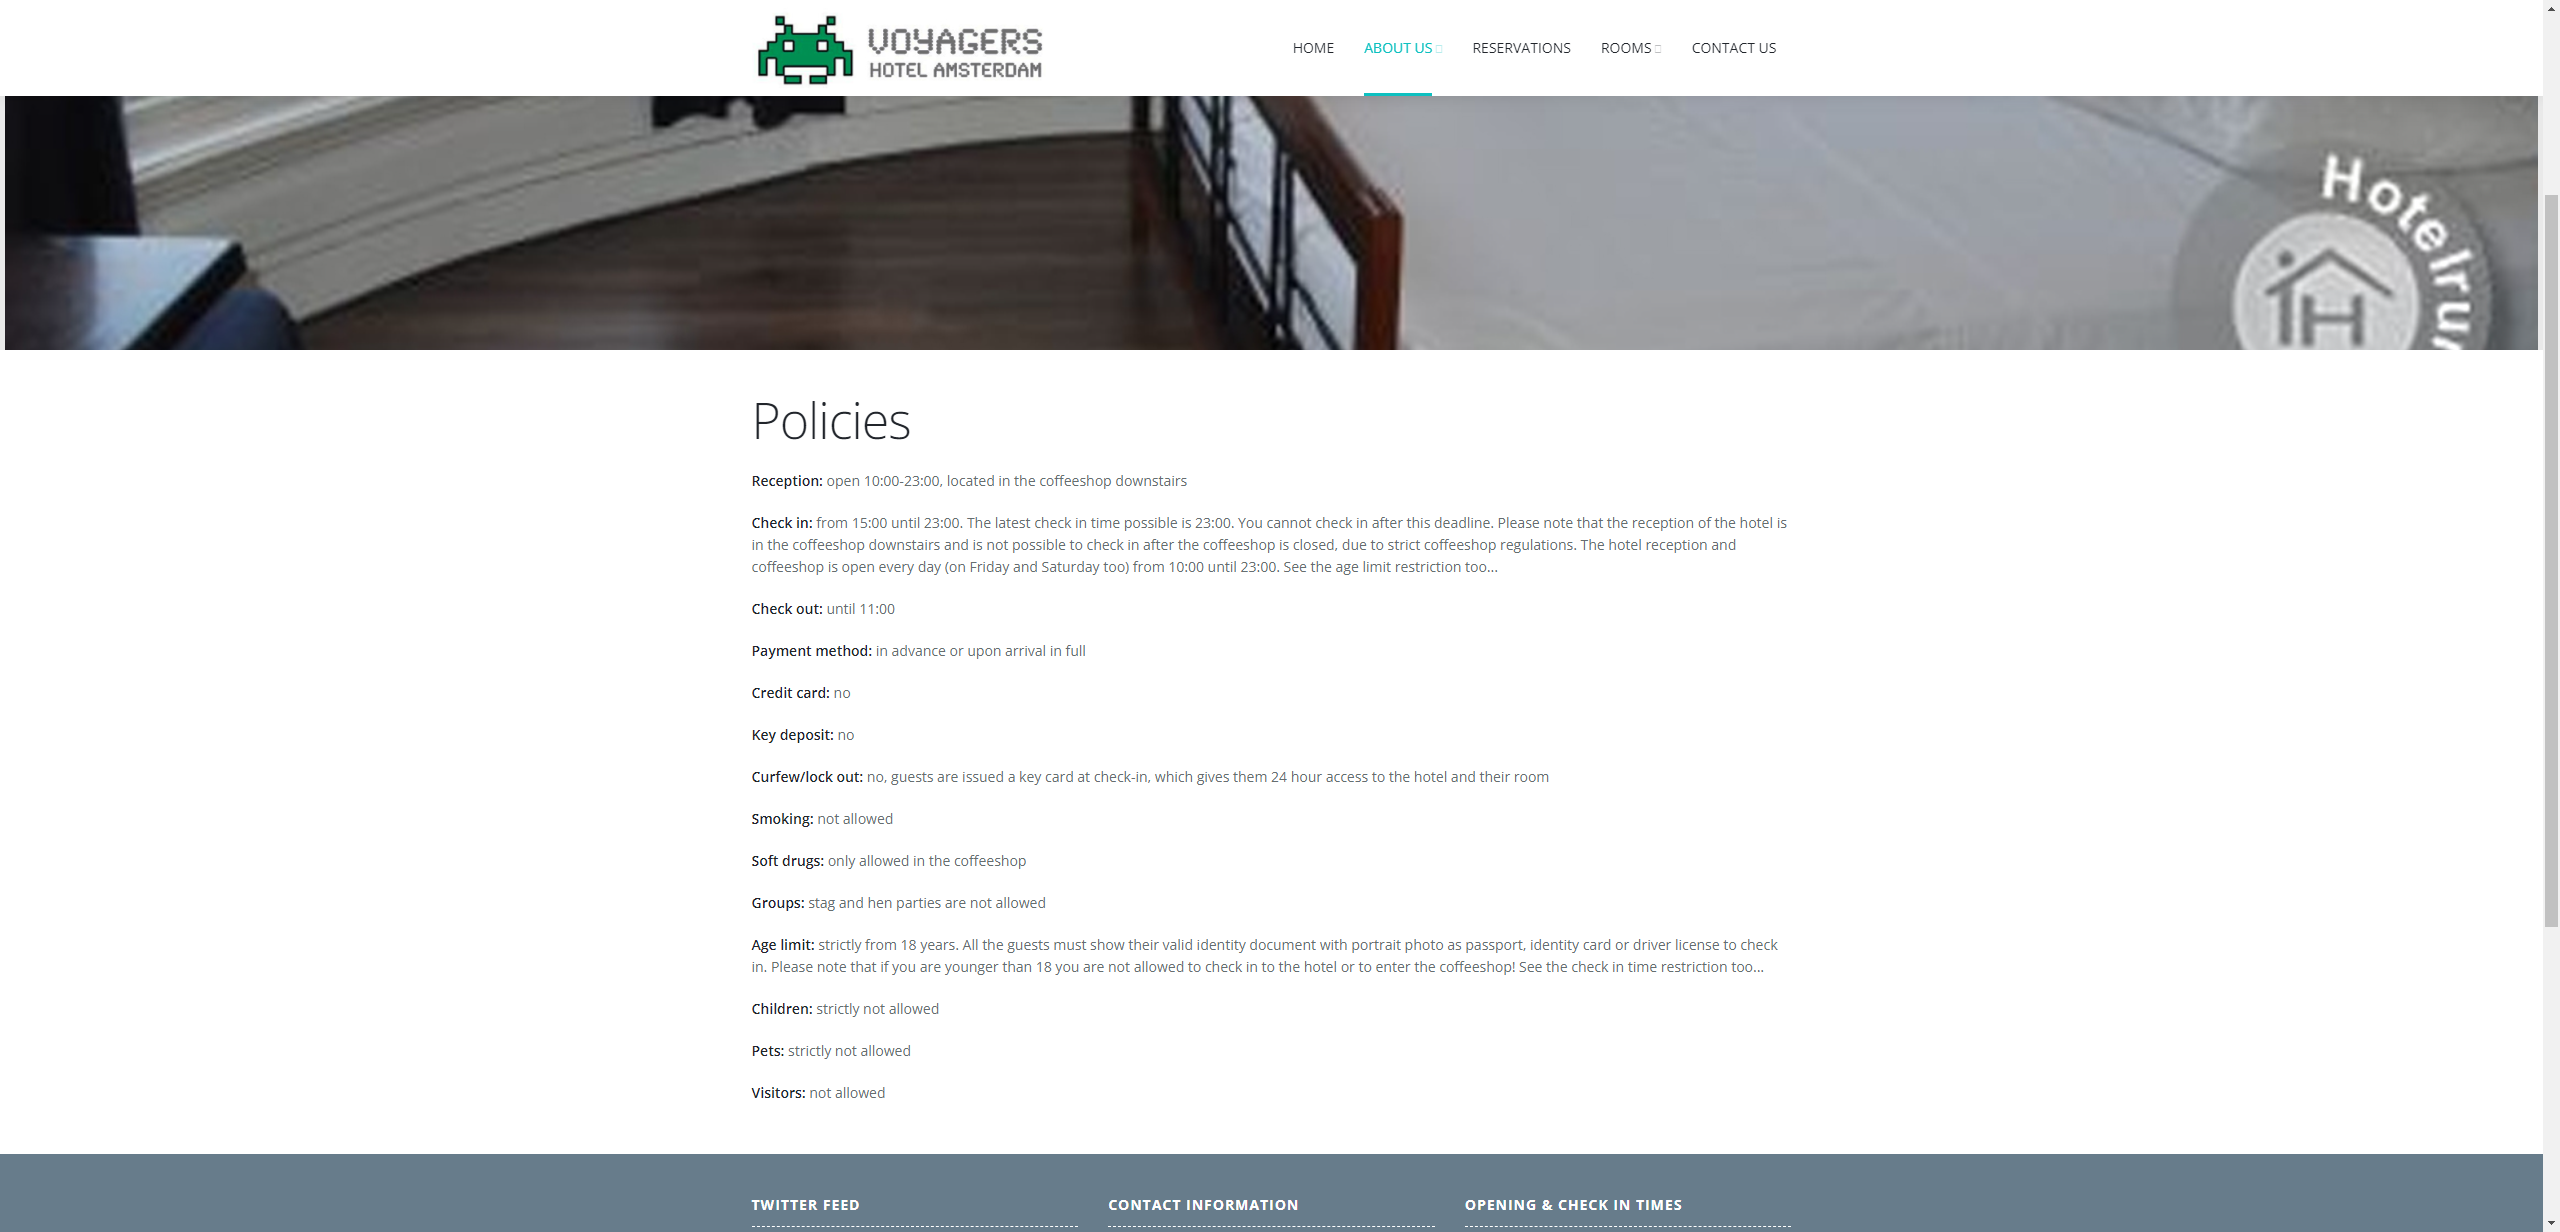 VOYAGERS
HOTEL AMSTERDAM
HOME ABOUT US RESERVATIONS ROOMS CONTACT US
Policies
Reception: open 10:00-23:00, located in the coffeeshop downstairs
Check in: from 15:00 until 23:00. The latest check in time possible is 23:00. You cannot check in after this deadline. Please note that the reception of the hotel is
in the coffeeshop downstairs and is not possible to check in after the coffeeshop is closed, due to strict coffeeshop regulations. The hotel reception and
coffeeshop is open every day (on Friday and Saturday too) from 10:00 until 23:00. See the age limit restriction too...
Check out: until 11:00
Payment method: in advance or upon arrival in full
Credit card: no
Key deposit: no
Curfew/lock out: no, guests are issued a key card at check-in, which gives them 24 hour access to the hotel and their room
Smoking: not allowed
Soft drugs: only allowed in the coffeeshop
Groups: stag and hen parties are not allowed
Age limit: strictly from 18 years. All the guests must show their valid identity document with portrait photo as passport, identity card or driver license to check
in. Please note that if you are younger than 18 you are not allowed to check in to the hotel or to enter the coffeeshop! See the check in time restriction too...
Children: strictly not allowed
Pets: strictly not allowed
Visitors: not allowed
TWITTER FEED
CONTACT INFORMATION
OPENING & CHECK IN TIMES